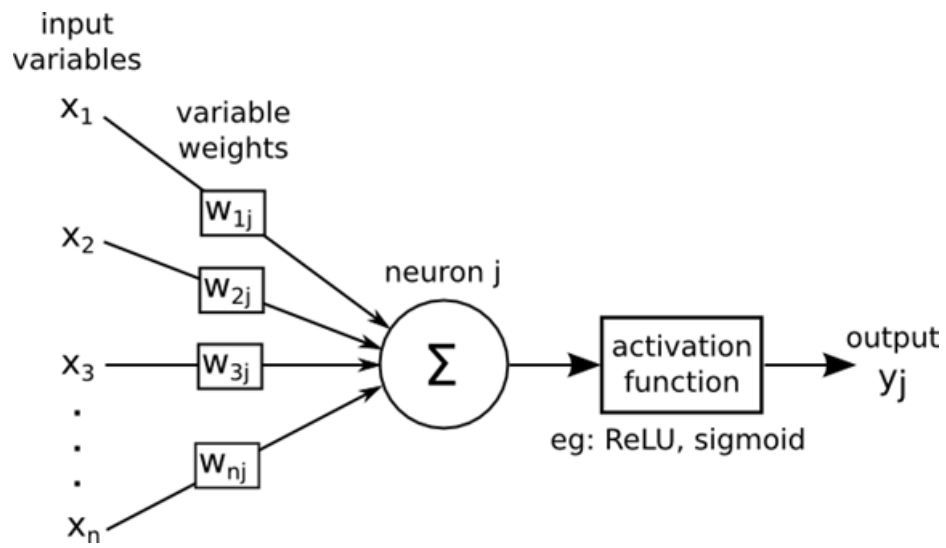 input
variables
x₁
variable
weights
w₁ⱼ
x₂
w₂ⱼ
neuron j
x₃
w₃ⱼ
Σ
activation
function
output
yⱼ
eg: ReLU, sigmoid
.
.
.
wₙⱼ
xₙ